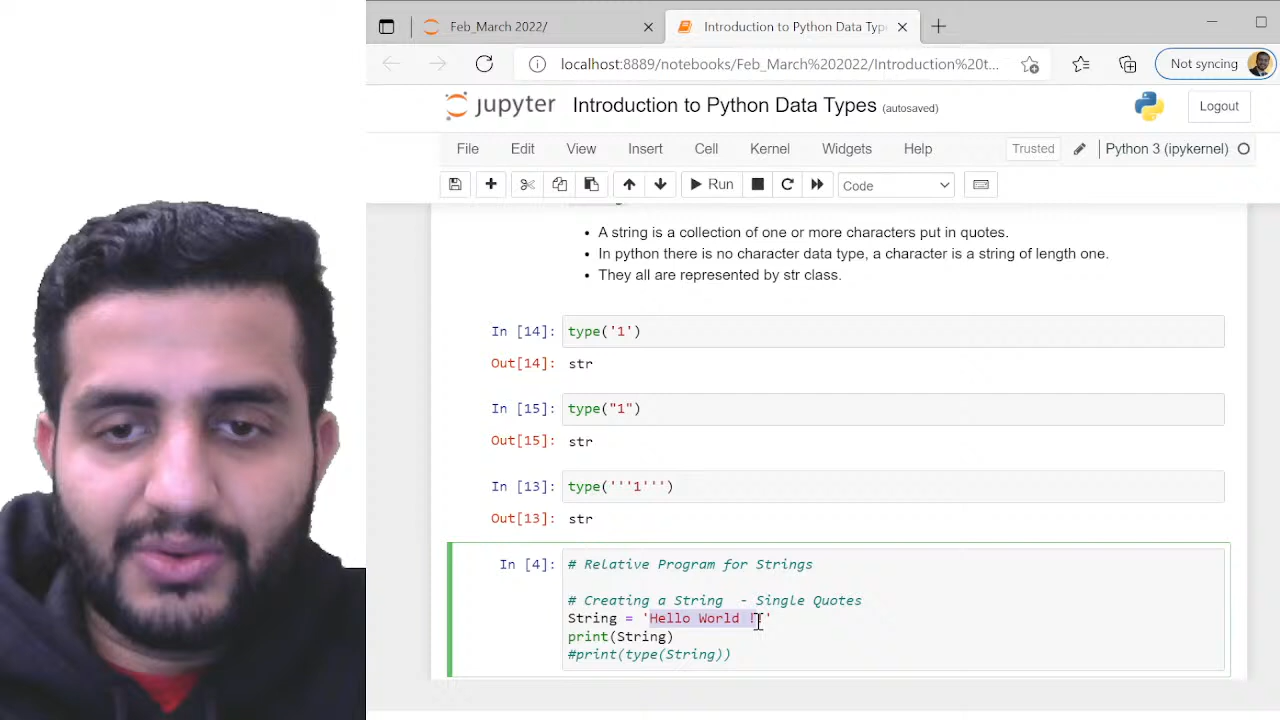 Feb_March 2022/
Introduction to Python Data Type
localhost:8889/notebooks/Feb_March%202022/Introduction%20t...
Not syncing
jupyter Introduction to Python Data Types (autosaved)
Logout
File Edit View Insert Cell Kernel Widgets Help
Trusted
Python 3 (ipykernel)
Run
Code
A string is a collection of one or more characters put in quotes.
In python there is no character data type, a character is a string of length one.
They all are represented by str class.
In [14]: type('1')
Out[14]: str
In [15]: type("1")
Out[15]: str
In [13]: type('''1''')
Out[13]: str
In [4]: # Relative Program for Strings
# Creating a String - Single Quotes
String = 'Hello World !!'
print(String)
#print(type(String))